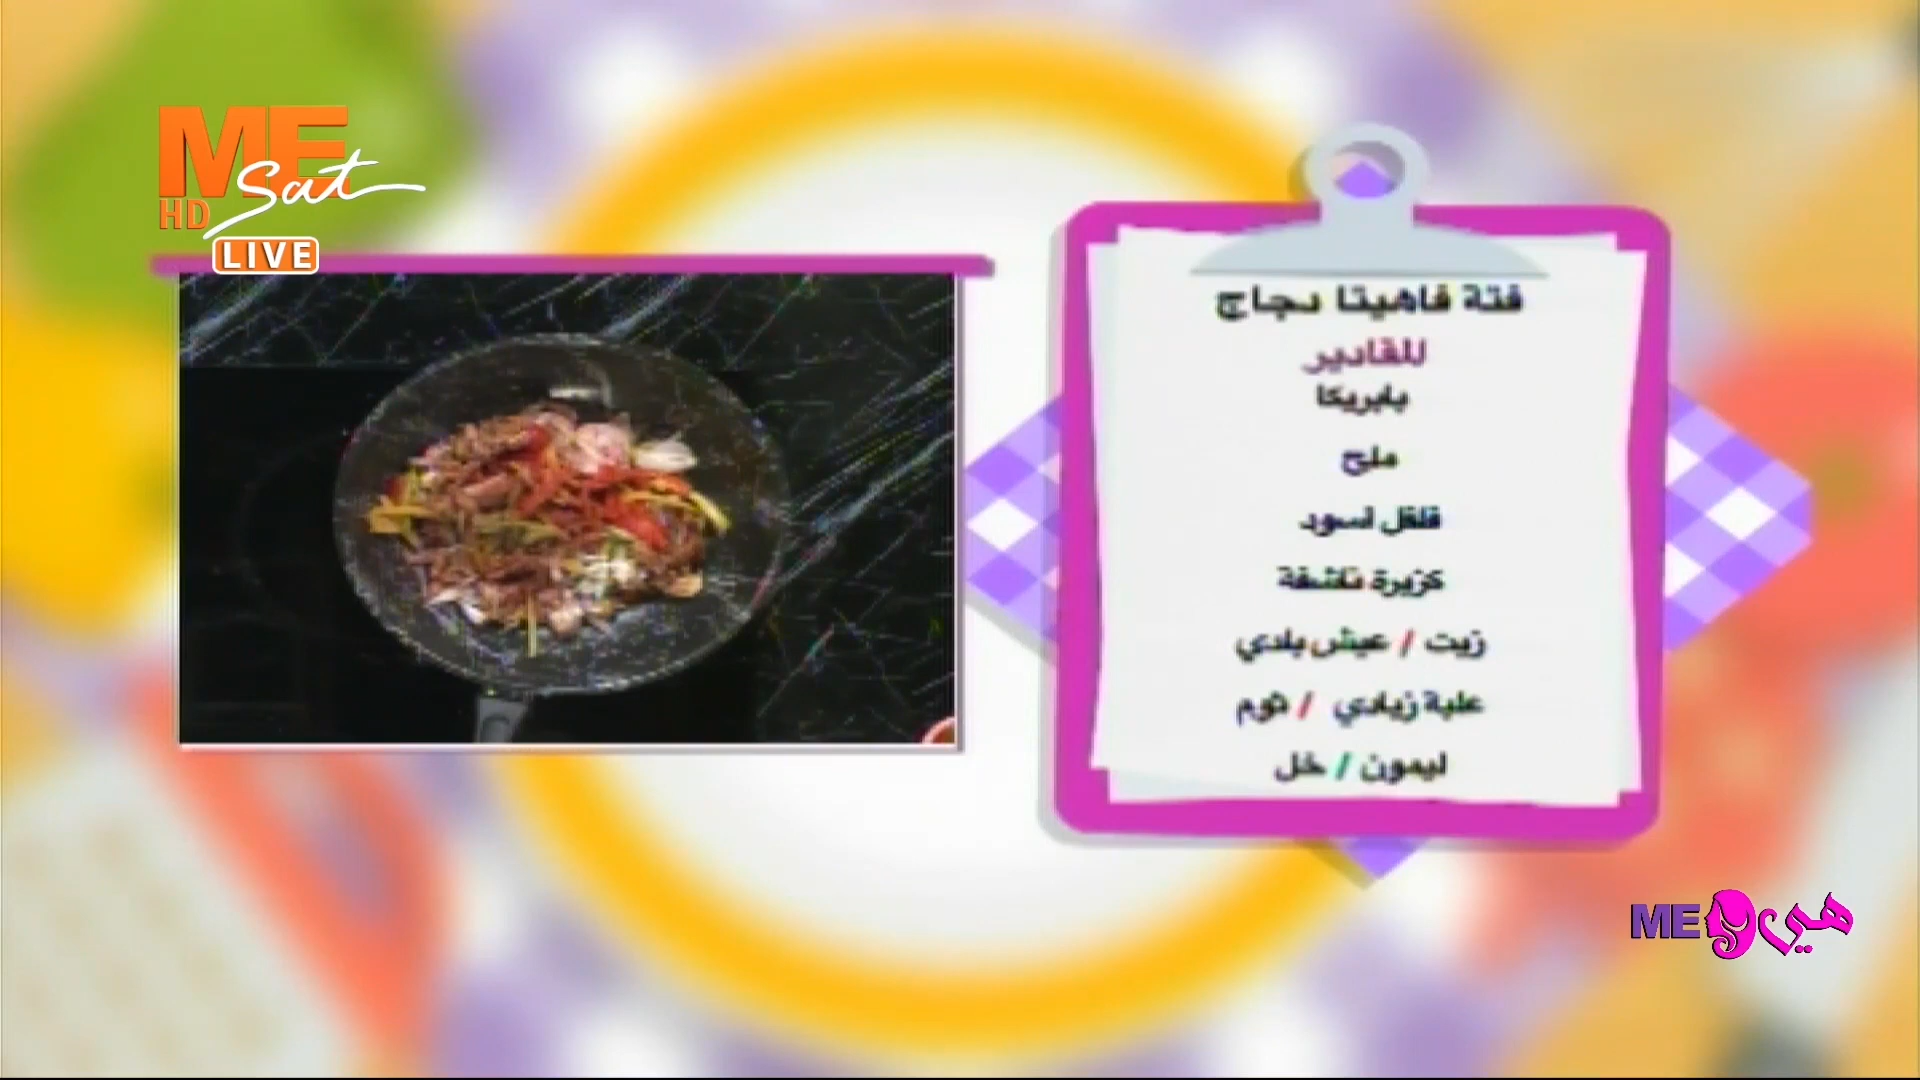 ME
Sat
HD
LIVE
فتة فاهيتا دجاج
المقادير
بابريكا
ملح
فلفل اسود
كزبرة ناشفة
زيت / عيش بلدي
علبة زبادي / ثوم
ليمون / خل
ME هي و